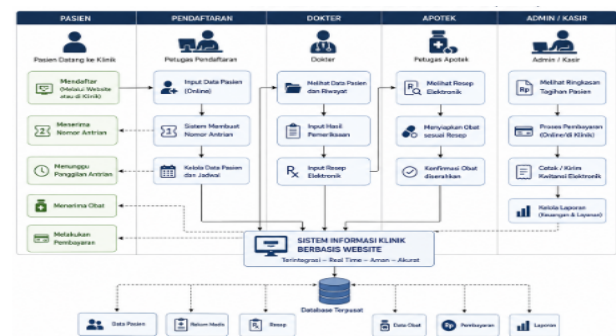 PASIEN
PENDAFTARAN
DOKTER
APOTEK
ADMIN / KASIR
Pasien Datang ke Klinik
Petugas Pendaftaran
Dokter
Petugas Apotek
Admin / Kasir
Mendaftar
(Melalui Website
atau di Klinik)
Input Data Pasien
(Online)
Melihat Data Pasien
dan Riwayat
Melihat Resep
Elektronik
Rp
Melihat Ringkasan
Tagihan Pasien
Menerima
Nomor Antrian
Sistem Membuat
Nomor Antrian
Input Hasil
Pemeriksaan
Menyiapkan Obat
sesuai Resep
Proses Pembayaran
(Online/di Klinik)
Menunggu
Panggilan Antrian
Kelola Data Pasien
dan Jadwal
Rx
Input Resep
Elektronik
Konfirmasi Obat
diserahkan
Cetak / Kirim
Kwitansi Elektronik
Menerima Obat
Kelola Laporan
(Keuangan & Layanan)
Melakukan
Pembayaran
SISTEM INFORMASI KLINIK
BERBASIS WEBSITE
Terintegrasi – Real Time – Aman – Akurat
Database Terpusat
Data Pasien
Rekam Medis
Resep
Data Obat
Rp
Pembayaran
Laporan